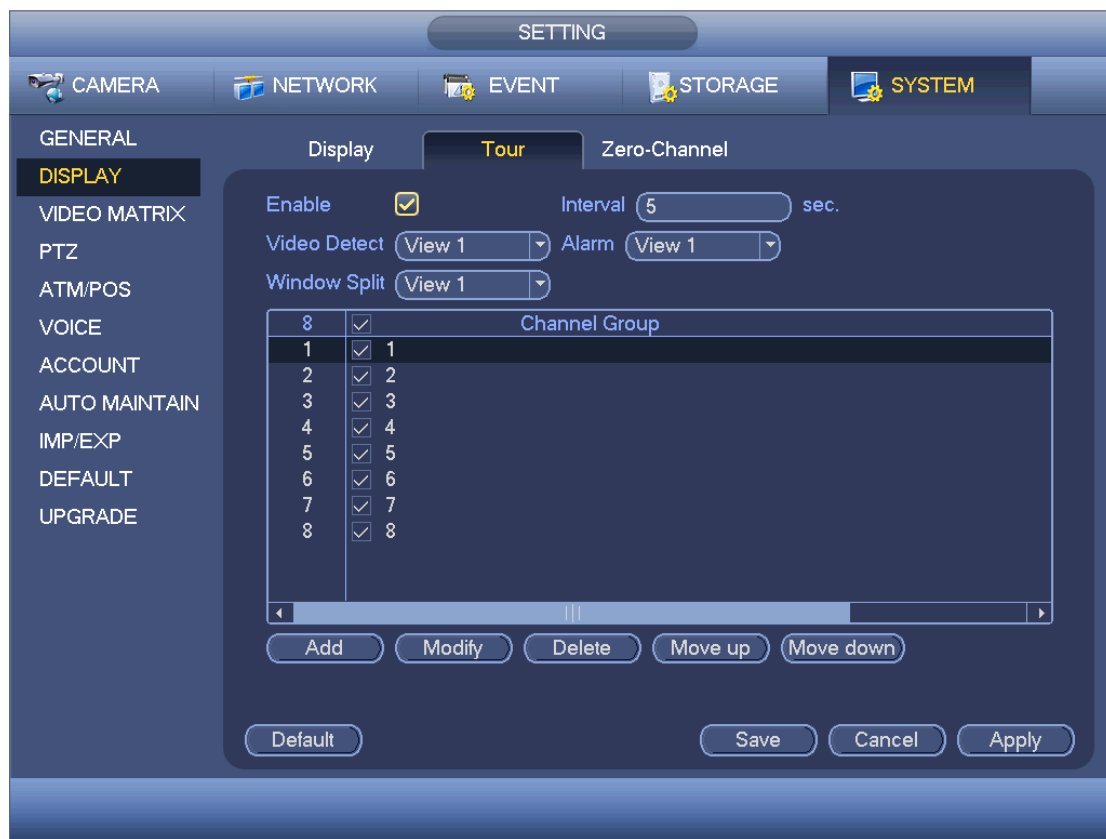 SETTING
CAMERA NETWORK EVENT STORAGE SYSTEM
GENERAL
DISPLAY
VIDEO MATRIX
PTZ
ATM/POS
VOICE
ACCOUNT
AUTO MAINTAIN
IMP/EXP
DEFAULT
UPGRADE
Display Tour Zero-Channel
Enable Interval 5 sec.
Video Detect View 1 Alarm View 1
Window Split View 1
8 Channel Group
1 1
2 2
3 3
4 4
5 5
6 6
7 7
8 8
Add Modify Delete Move up Move down
Default Save Cancel Apply